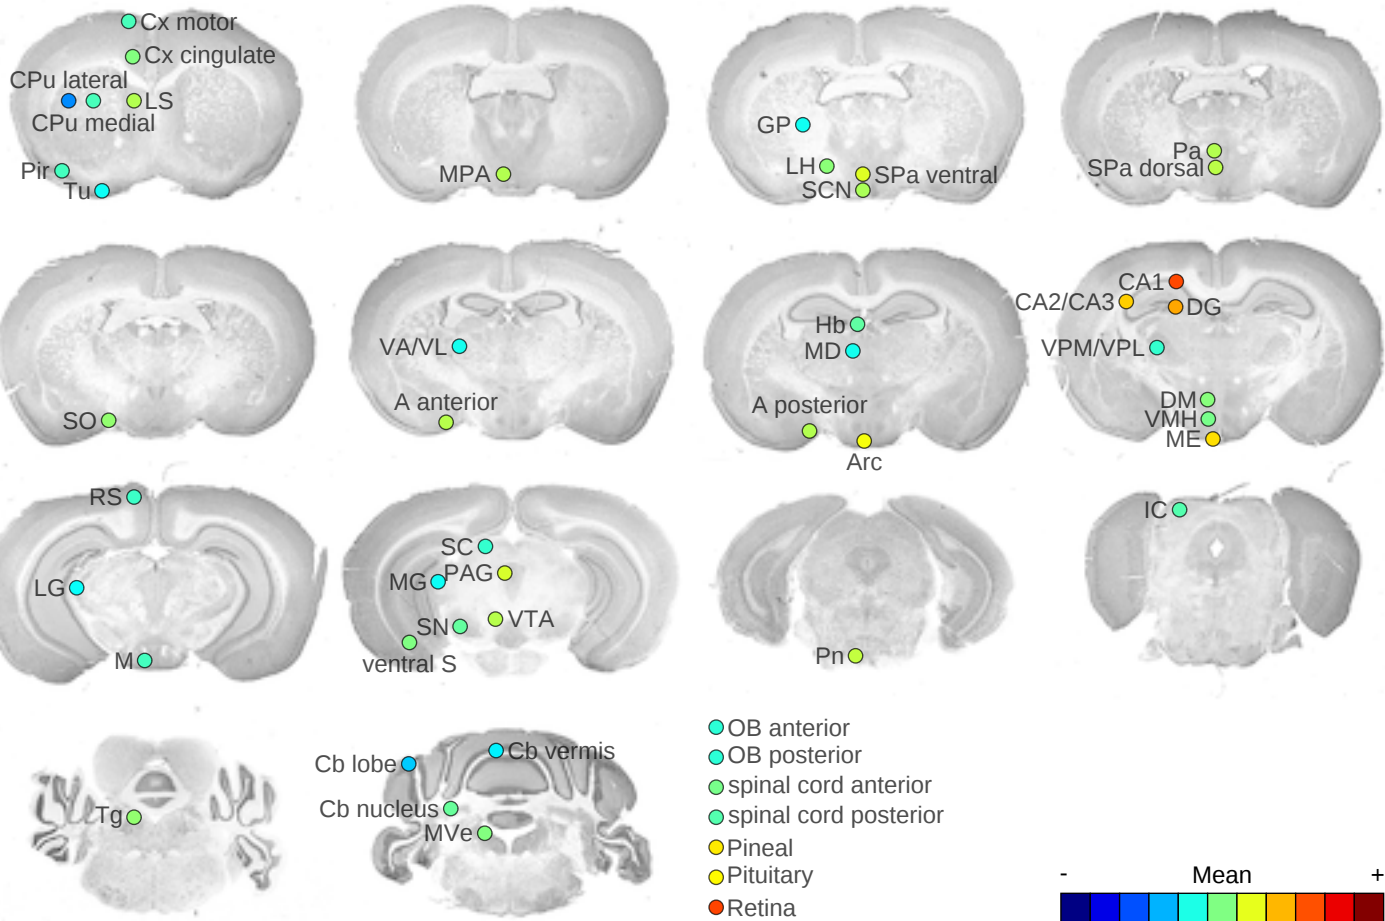 Cx motor
Cx cingulate
CPu lateral
LS
CPu medial
Pir
Tu
MPA
GP
LH
SPa ventral
SCN
Pa
SPa dorsal
SO
VA/VL
A anterior
Hb
MD
A posterior
Arc
CA1
CA2/CA3
DG
VPM/VPL
DM
VMH
ME
RS
LG
M
SC
MG
PAG
SN
VTA
ventral S
Pn
IC
Tg
Cb lobe
Cb vermis
Cb nucleus
MVe
OB anterior
OB posterior
spinal cord anterior
spinal cord posterior
Pineal
Pituitary
Retina
- Mean +